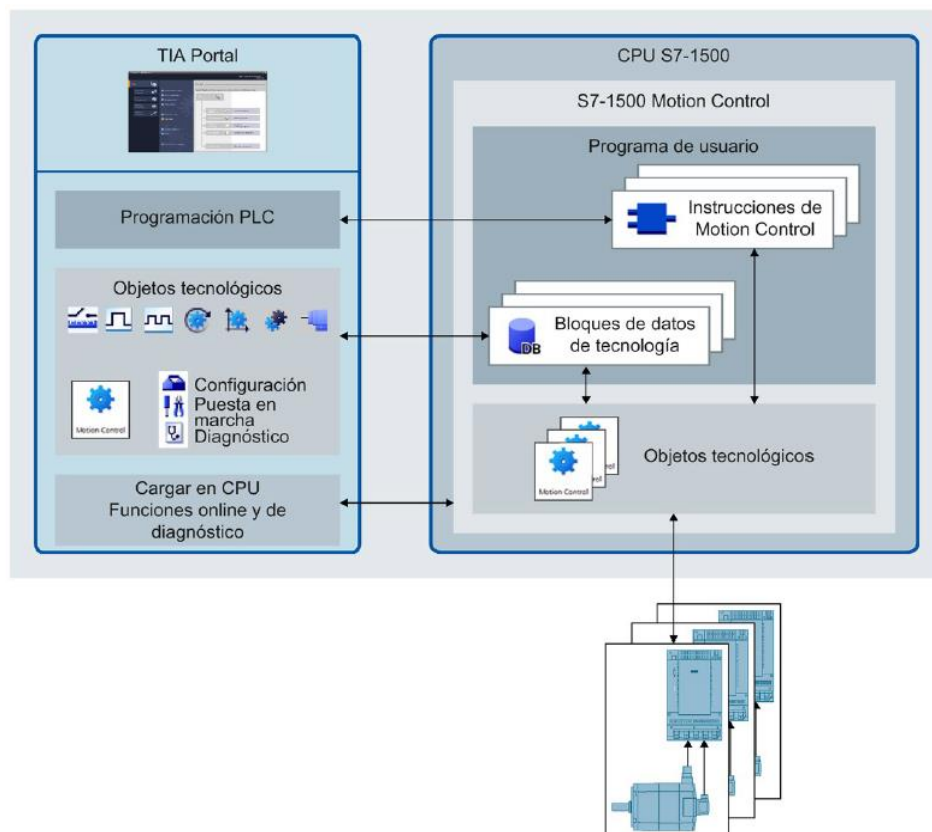 TIA Portal
Programación PLC
Objetos tecnológicos
Motion Control
Configuración
Puesta en
marcha
Diagnóstico
Cargar en CPU
Funciones online y de
diagnóstico
CPU S7-1500
S7-1500 Motion Control
Programa de usuario
Instrucciones de
Motion Control
DB
Bloques de datos
de tecnología
Motion Control
Objetos tecnológicos